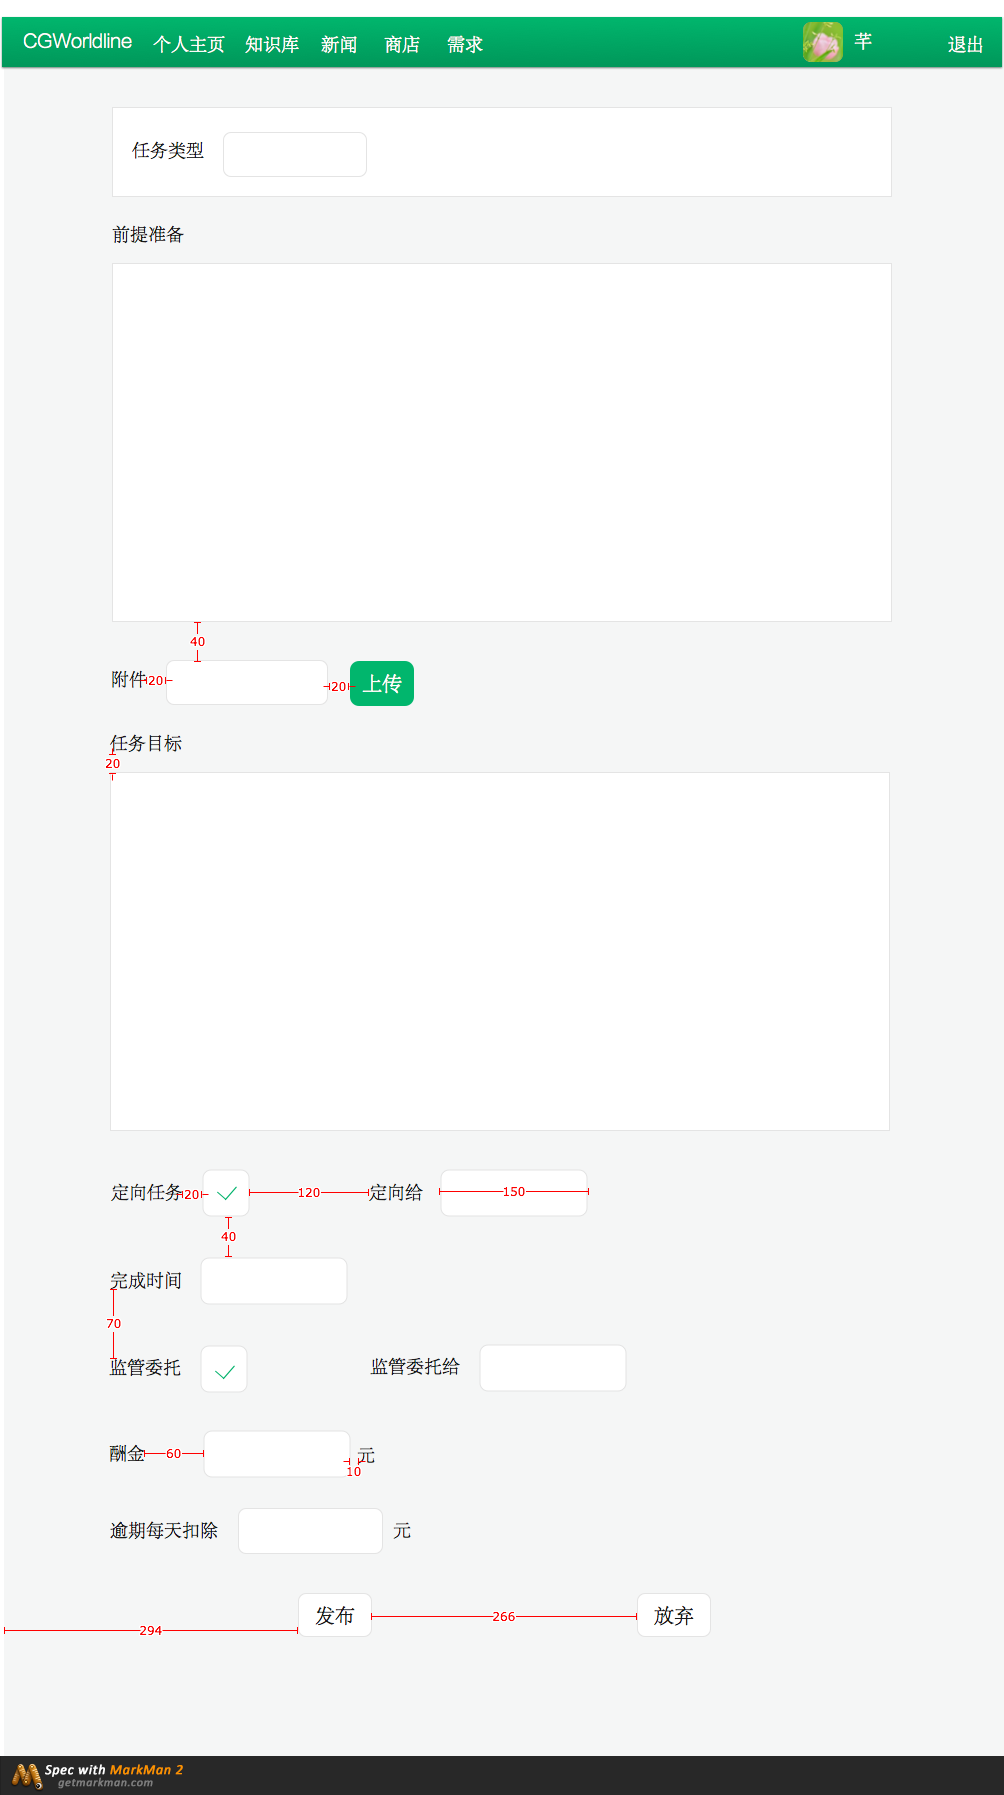 CGWorldline 个人主页 知识库 新闻 商店 需求 芊 退出
任务类型
前提准备
40
附件 20 20 上传
任务目标
20
定向任务 20 120 定向给 150
40
完成时间
70
监管委托 监管委托给
酬金 60 元
10
逾期每天扣除 元
发布 266 放弃
294
Spec with MarkMan 2
getmarkman.com